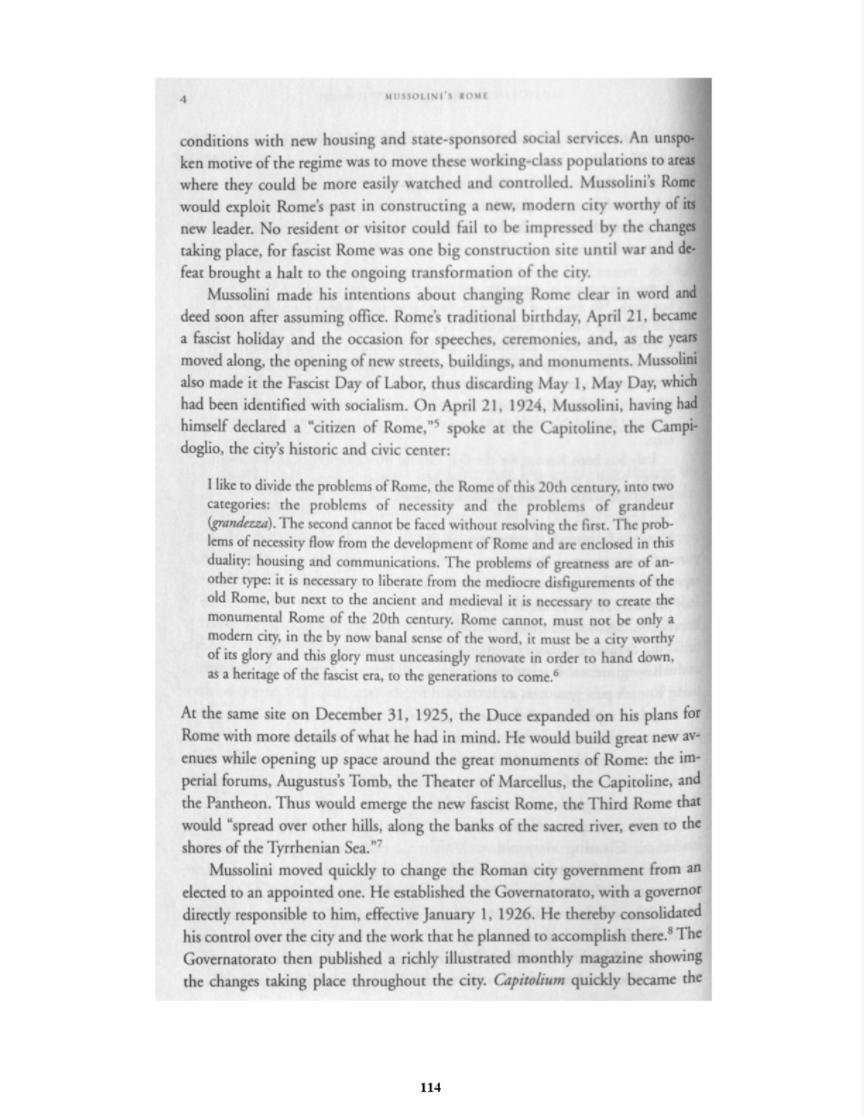 4
MUSSOLINI'S ROME
conditions with new housing and state-sponsored social services. An unspo-
ken motive of the regime was to move these working-class populations to areas
where they could be more easily watched and controlled. Mussolini's Rome
would exploit Rome's past in constructing a new, modern city worthy of its
new leader. No resident or visitor could fail to be impressed by the changes
taking place, for fascist Rome was one big construction site until war and de-
feat brought a halt to the ongoing transformation of the city.
Mussolini made his intentions about changing Rome clear in word and
deed soon after assuming office. Rome's traditional birthday, April 21, became
a fascist holiday and the occasion for speeches, ceremonies, and, as the years
moved along, the opening of new streets, buildings, and monuments. Mussolini
also made it the Fascist Day of Labor, thus discarding May 1, May Day, which
had been identified with socialism. On April 21, 1924, Mussolini, having had
himself declared a "citizen of Rome,"5 spoke at the Capitoline, the Campi-
doglio, the city's historic and civic center:
I like to divide the problems of Rome, the Rome of this 20th century, into two
categories: the problems of necessity and the problems of grandeur
(grandezza). The second cannot be faced without resolving the first. The prob-
lems of necessity flow from the development of Rome and are enclosed in this
duality: housing and communications. The problems of greatness are of an-
other type: it is necessary to liberate from the mediocre disfigurements of the
old Rome, but next to the ancient and medieval it is necessary to create the
monumental Rome of the 20th century. Rome cannot, must not be only a
modern city, in the by now banal sense of the word, it must be a city worthy
of its glory and this glory must unceasingly renovate in order to hand down,
as a heritage of the fascist era, to the generations to come.6
At the same site on December 31, 1925, the Duce expanded on his plans for
Rome with more details of what he had in mind. He would build great new av-
enues while opening up space around the great monuments of Rome: the im-
perial forums, Augustus's Tomb, the Theater of Marcellus, the Capitoline, and
the Pantheon. Thus would emerge the new fascist Rome, the Third Rome that
would "spread over other hills, along the banks of the sacred river, even to the
shores of the Tyrrhenian Sea."7
Mussolini moved quickly to change the Roman city government from an
elected to an appointed one. He established the Governatorato, with a governor
directly responsible to him, effective January 1, 1926. He thereby consolidated
his control over the city and the work that he planned to accomplish there.8 The
Governatorato then published a richly illustrated monthly magazine showing
the changes taking place throughout the city. Capitolium quickly became the
114